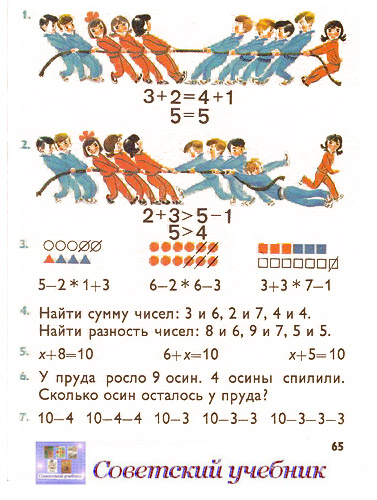 1.
3+2=4+1
5=5
2.
2+3>5−1
5>4
3.
5−2*1+3 6−2*6−3 3+3*7−1
4. Найти сумму чисел: 3 и 6, 2 и 7, 4 и 4.
Найти разность чисел: 8 и 6, 9 и 7, 5 и 5.
5. x+8=10 6+x=10 x+5=10
6. У пруда росло 9 осин. 4 осины спилили.
Сколько осин осталось у пруда?
7. 10−4 10−4−4 10−3 10−3−3 10−3−3−3
65
Советский учебник